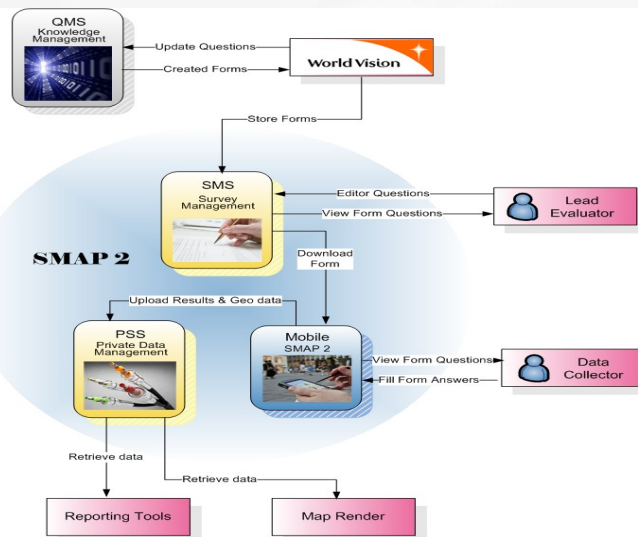 QMS
Knowledge
Management
Update Questions
Created Forms
World Vision
Store Forms
SMS
Survey
Management
Editor Questions
View Form Questions
Lead
Evaluator
SMAP 2
Download
Form
Upload Results & Geo data
PSS
Private Data
Management
Mobile
SMAP 2
View Form Questions
Fill Form Answers
Data
Collector
Retrieve data
Retrieve data
Reporting Tools
Map Render